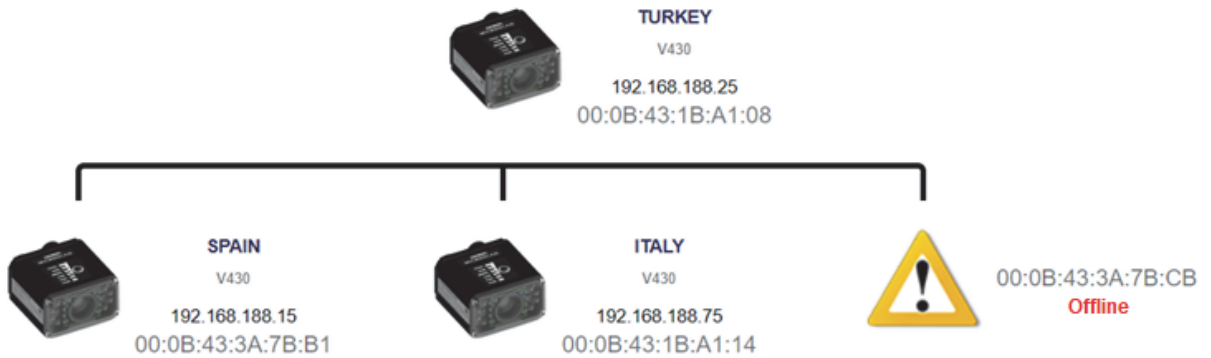 TURKEY
V430
192.168.188.25
00:0B:43:1B:A1:08
SPAIN
V430
192.168.188.15
00:0B:43:3A:7B:B1
ITALY
V430
192.168.188.75
00:0B:43:1B:A1:14
00:0B:43:3A:7B:CB
Offline